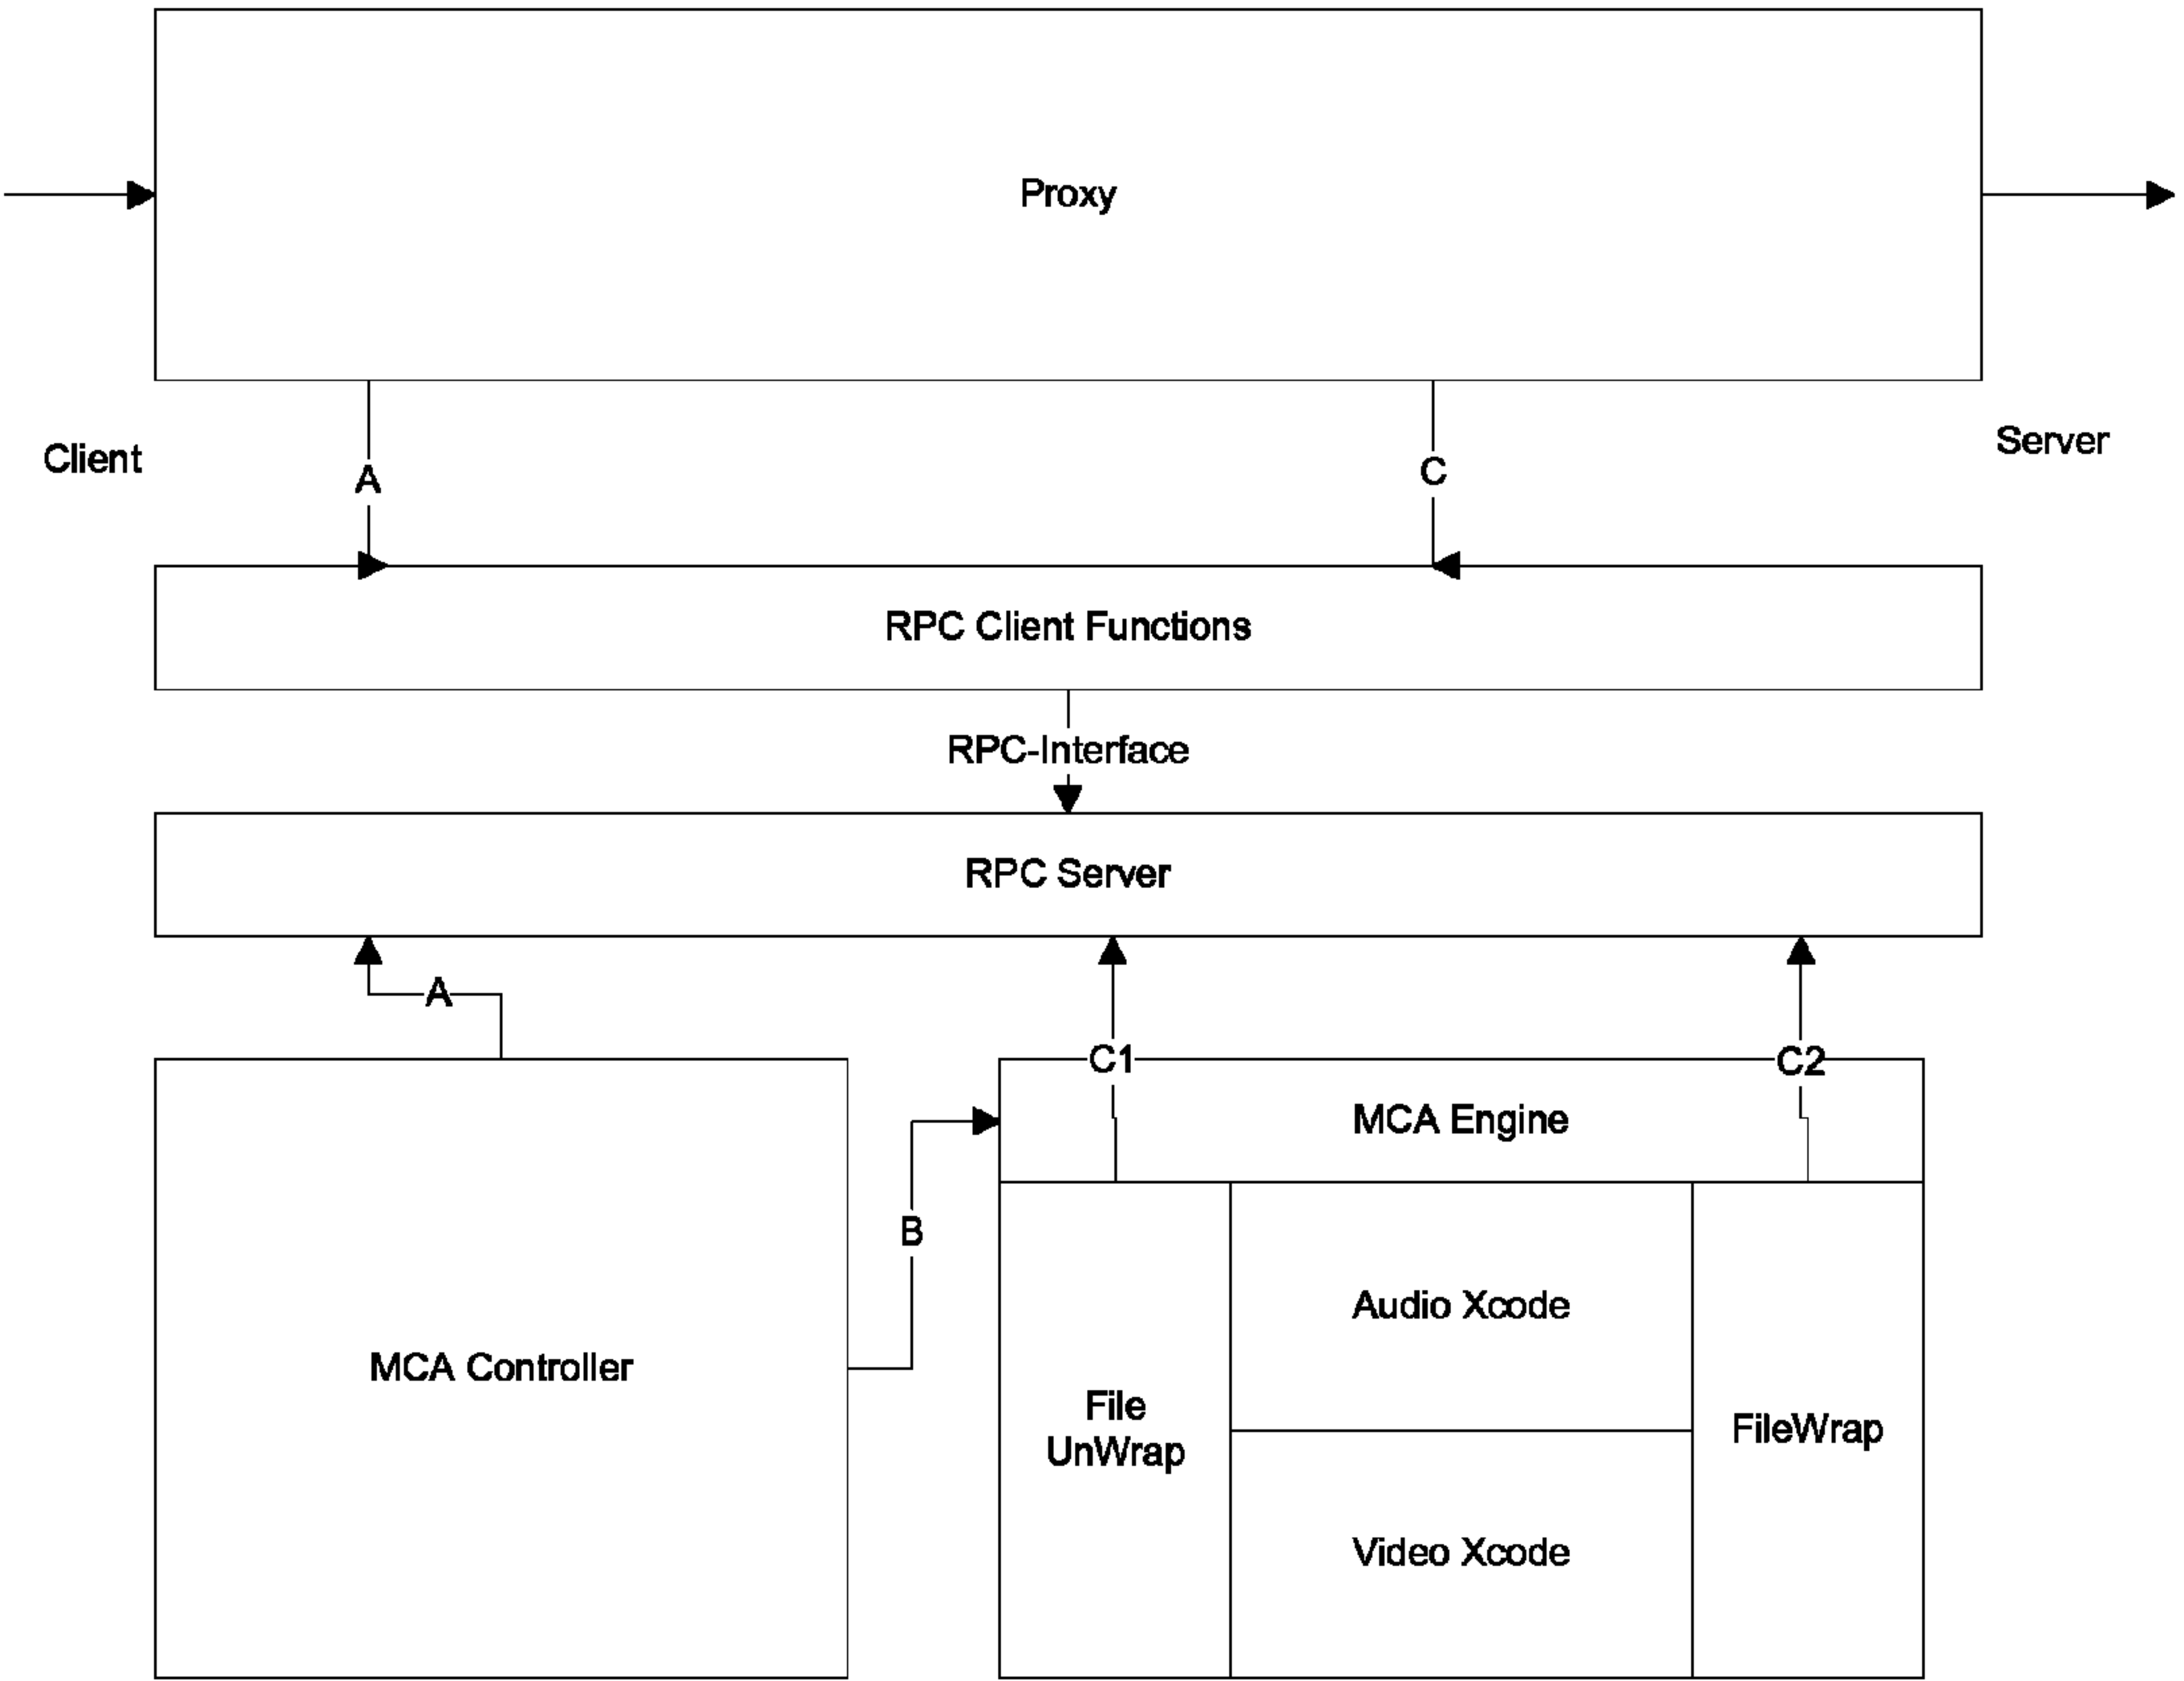 Proxy
Client
A
C
Server
RPC Client Functions
RPC-Interface
RPC Server
A
C1
C2
MCA Engine
B
Audio Xcode
MCA Controller
File
UnWrap
FileWrap
Video Xcode